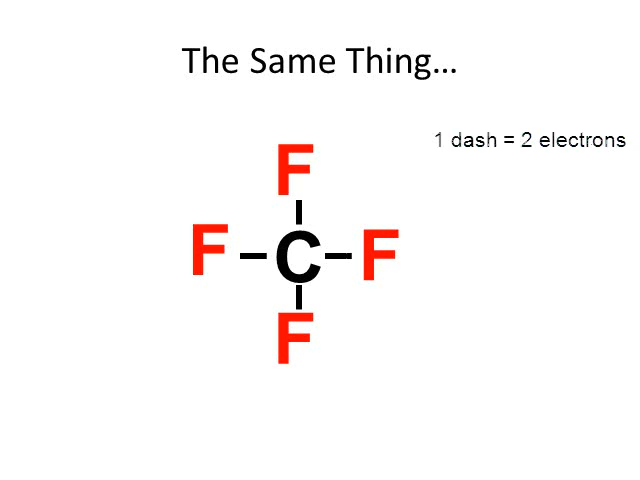 The Same Thing…
1 dash = 2 electrons
F
F – C – F
F